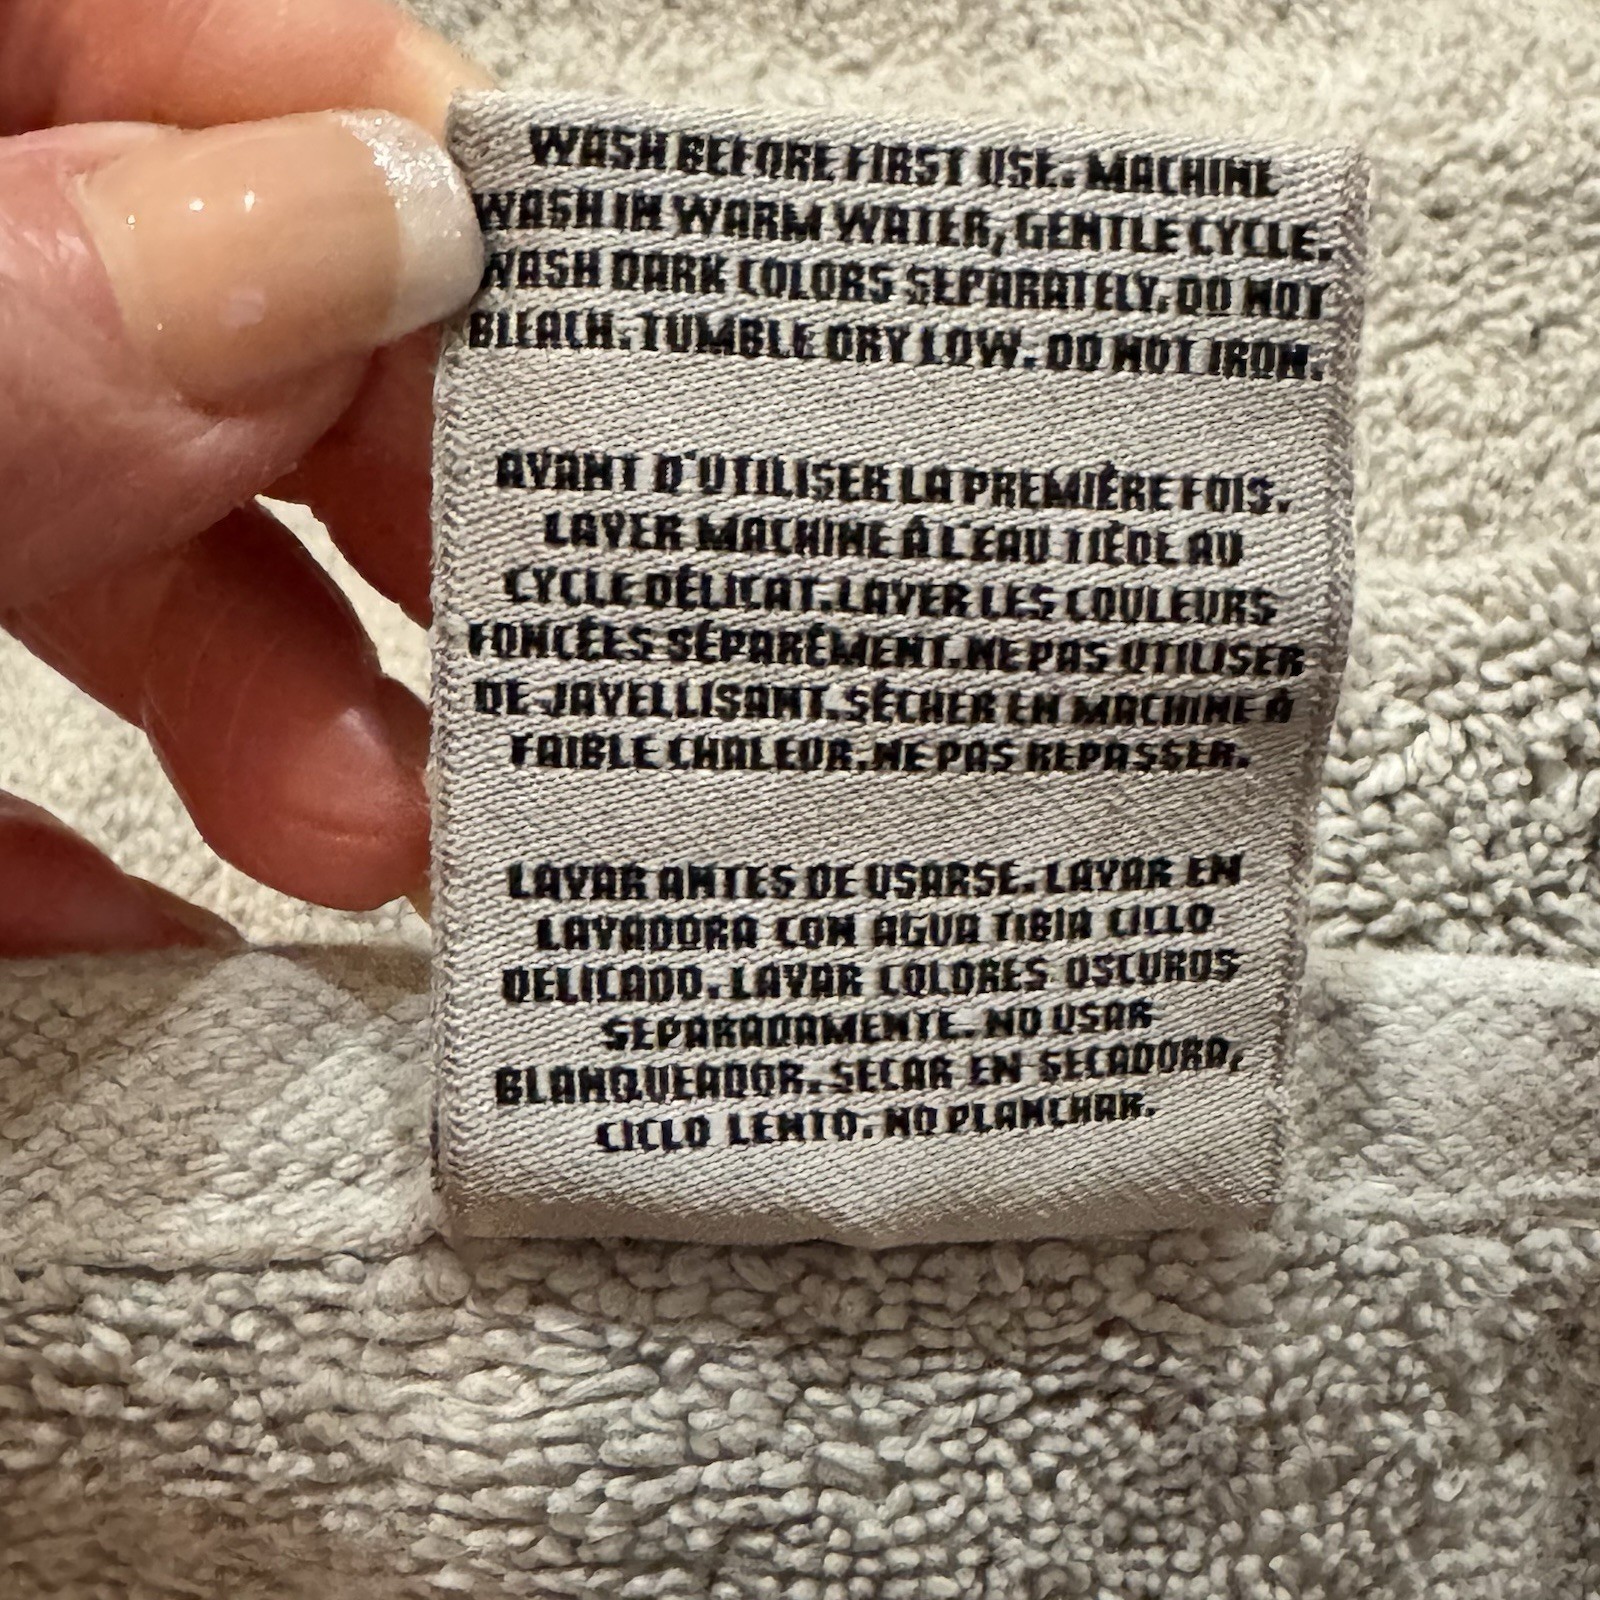 WASH BEFORE FIRST USE. MACHINE
WASH IN WARM WATER, GENTLE CYCLE.
WASH DARK COLORS SEPARATELY. DO NOT
BLEACH. TUMBLE DRY LOW. DO NOT IRON.
AVANT D'UTILISER LA PREMIÈRE FOIS.
LAVER MACHINE À L'EAU TIÈDE AU
CYCLE DÉLICAT. LAVER LES COULEURS
FONCÉES SÉPARÉMENT. NE PAS UTILISER
DE JAVELLISANT. SÉCHER EN MACHINE À
FAIBLE CHALEUR. NE PAS REPASSER.
LAVAR ANTES DE USARSE. LAVAR EN
LAVADORA CON AGUA TIBIA CICLO
DELICADO. LAVAR COLORES OSCUROS
SEPARADAMENTE. NO USAR
BLANQUEADOR. SECAR EN SECADORA,
CICLO LENTO. NO PLANCHAR.